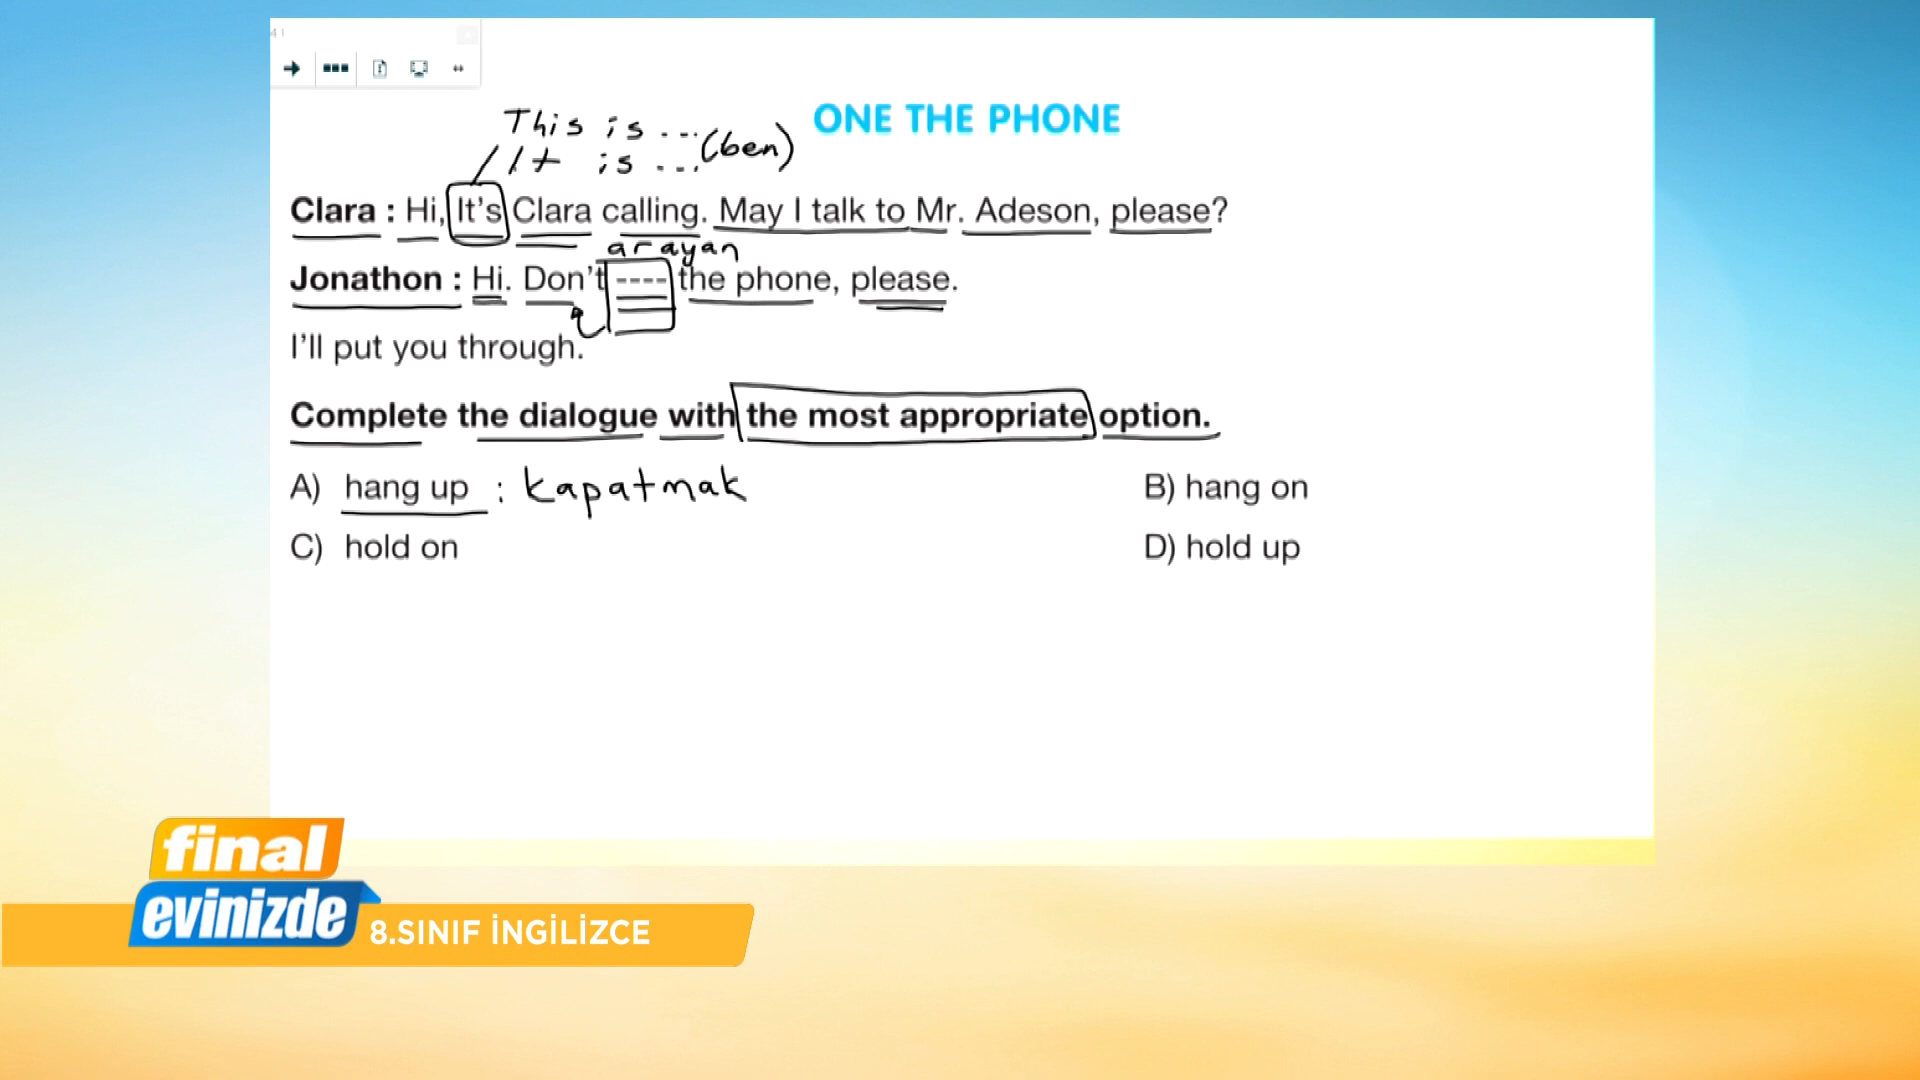 41
This is ... (ben)
/ It is ...
ONE THE PHONE
Clara : Hi, It's Clara calling. May I talk to Mr. Adeson, please?
arayan
Jonathon : Hi. Don't ---- the phone, please.
I'll put you through.
Complete the dialogue with the most appropriate option.
A) hang up : kapatmak
B) hang on
C) hold on
D) hold up
final
evinizde
8.SINIF İNGİLİZCE